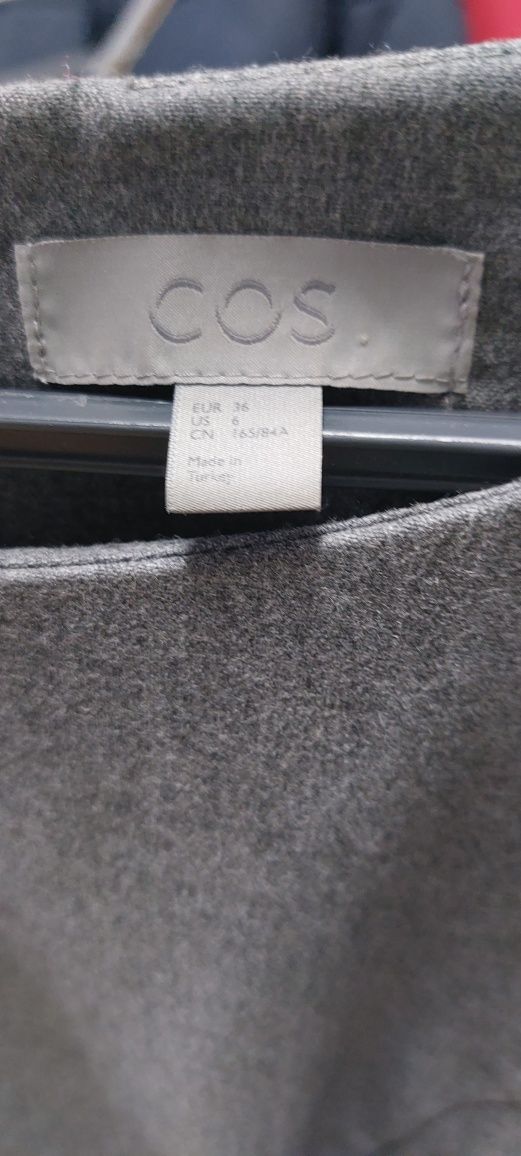 COS
EUR 36
US 6
CN 165/84A
Made in
Turkey